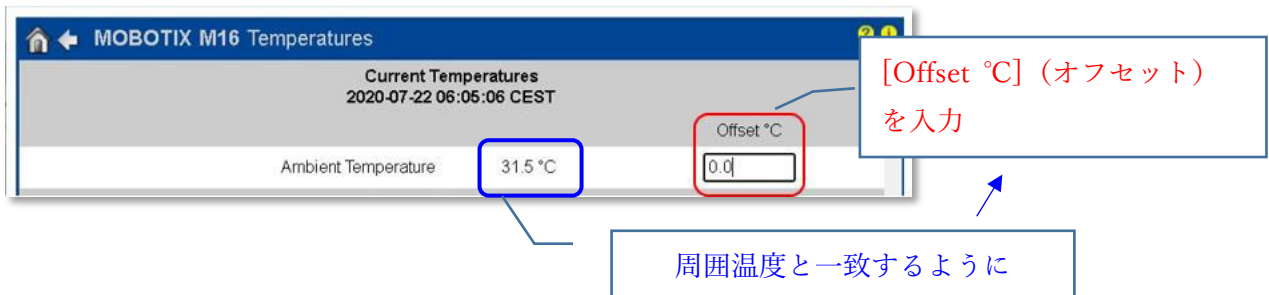 MOBOTIX M16 Temperatures
Current Temperatures
2020-07-22 06:05:06 CEST
Offset °C
Ambient Temperature 31.5 °C 0.0
[Offset ℃]（オフセット）
を入力
周囲温度と一致するように